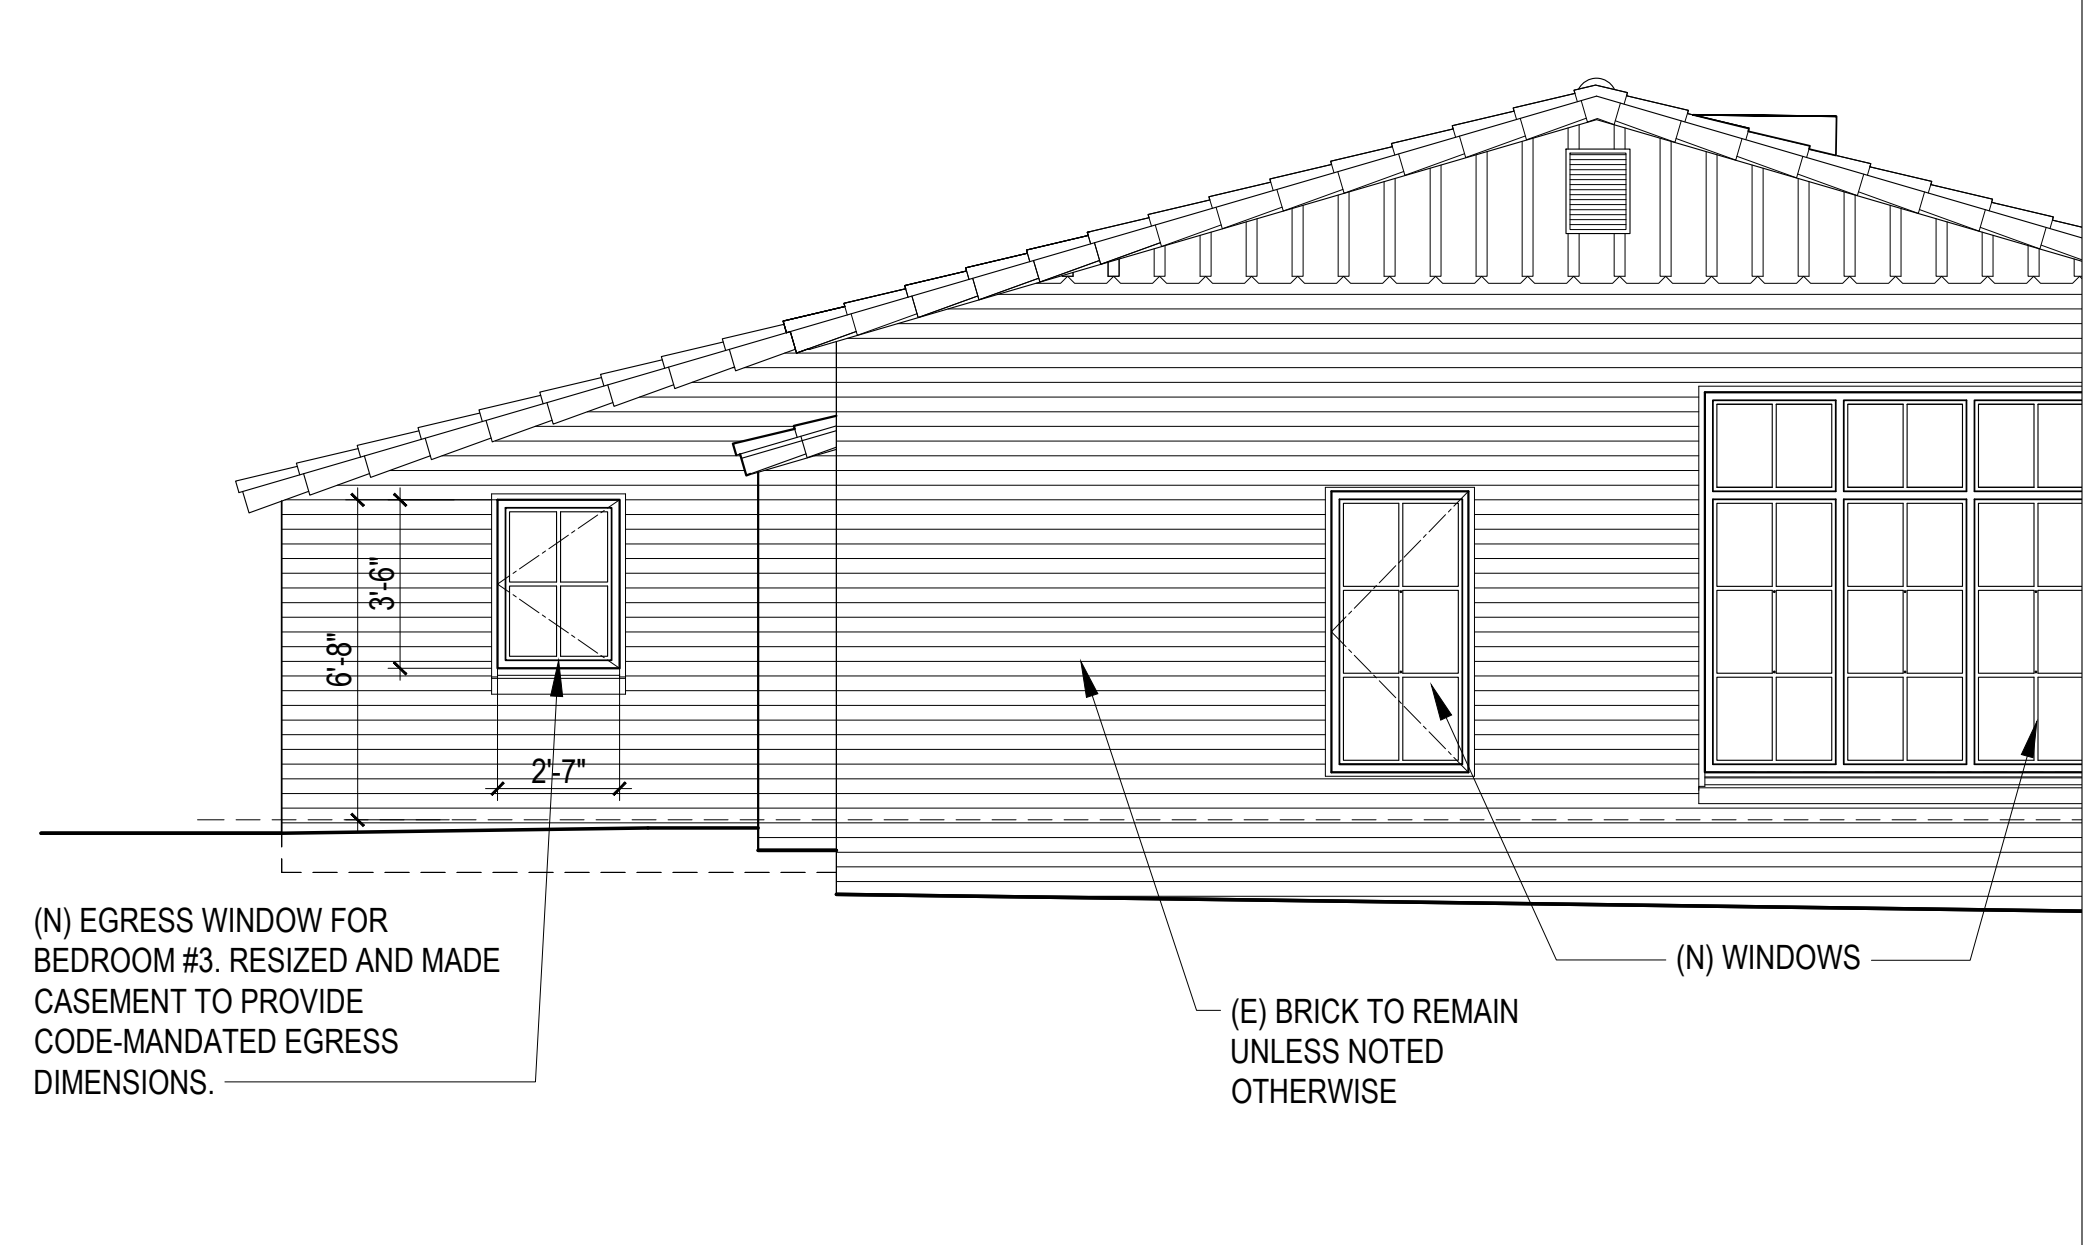 3'-6"
6'-8"
2'-7"
(N) EGRESS WINDOW FOR
BEDROOM #3. RESIZED AND MADE
CASEMENT TO PROVIDE
CODE-MANDATED EGRESS
DIMENSIONS.
(N) WINDOWS
(E) BRICK TO REMAIN
UNLESS NOTED
OTHERWISE